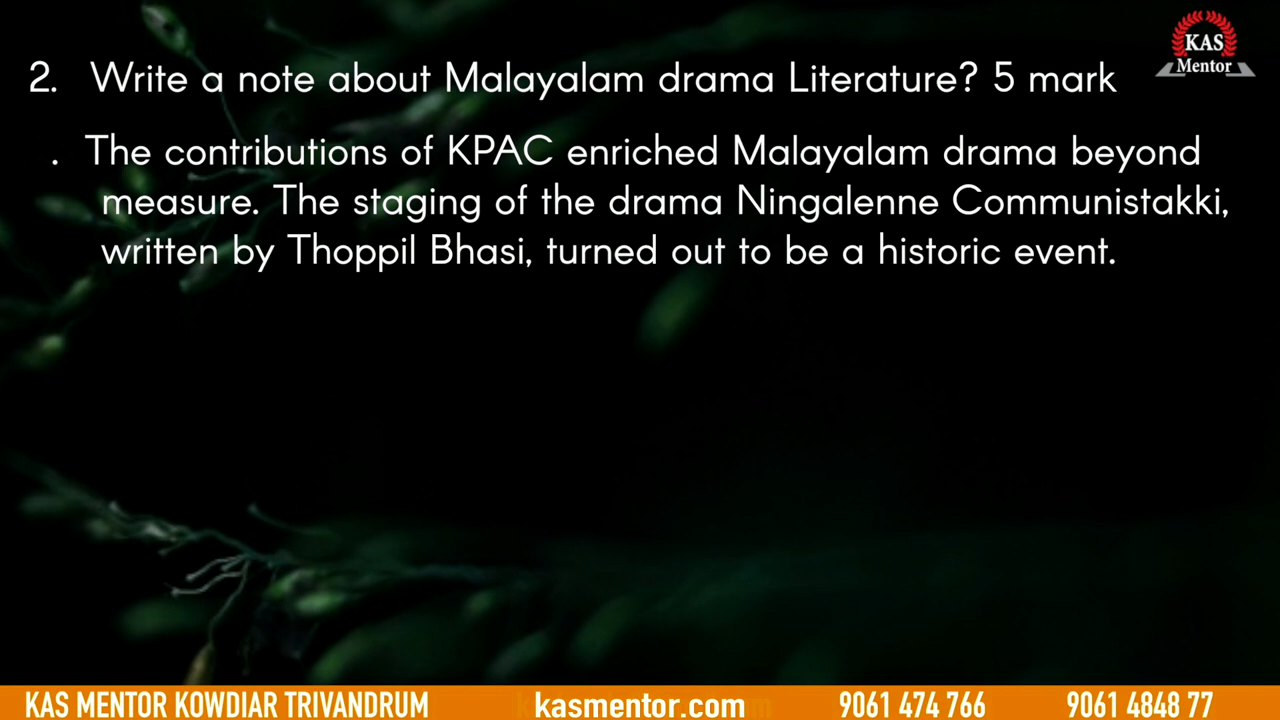 KAS
Mentor
2. Write a note about Malayalam drama Literature? 5 mark
. The contributions of KPAC enriched Malayalam drama beyond
measure. The staging of the drama Ningalenne Communistakki,
written by Thoppil Bhasi, turned out to be a historic event.
KAS MENTOR KOWDIAR TRIVANDRUM kasmentor.com 9061 474 766 9061 4848 77